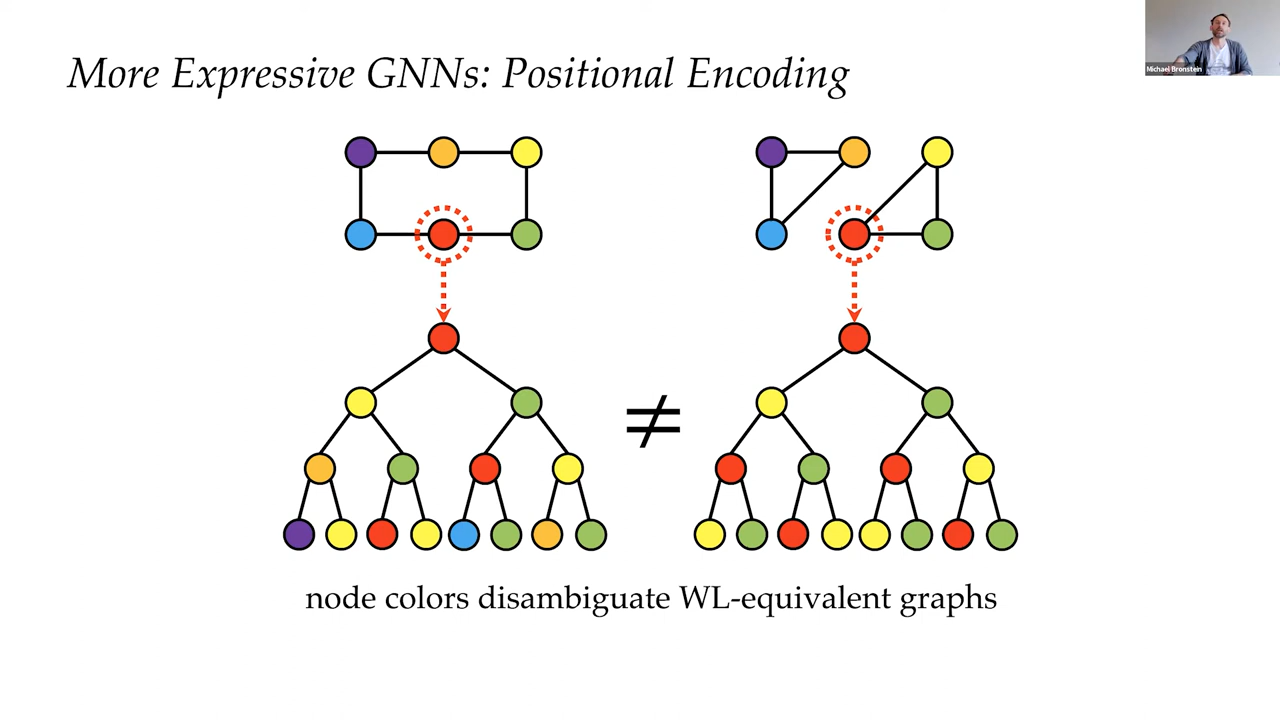 More Expressive GNNs: Positional Encoding
Michael Bronstein
≠
node colors disambiguate WL-equivalent graphs